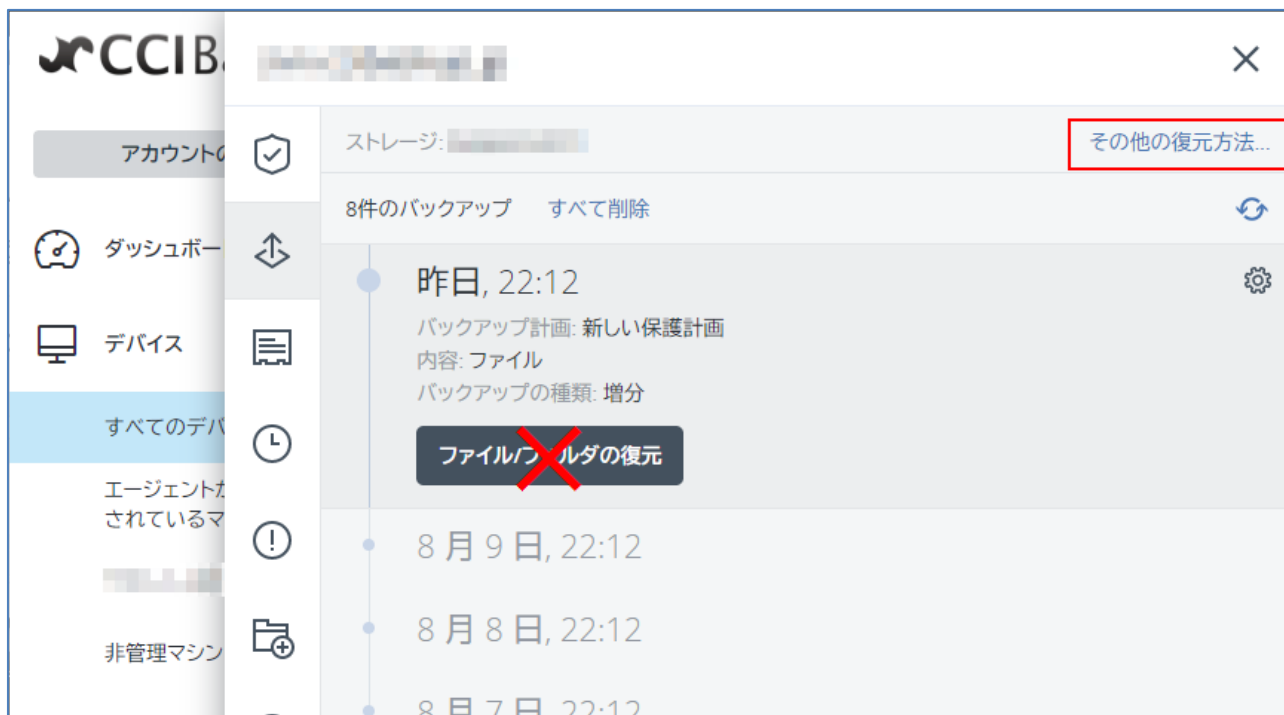 CCIBa
アカウントの
ダッシュボー
デバイス
すべてのデバ
エージェントが
されているマ
非管理マシン
ストレージ:
その他の復元方法...
8件のバックアップ すべて削除
昨日, 22:12
バックアップ計画: 新しい保護計画
内容: ファイル
バックアップの種類: 増分
ファイル/フォルダの復元
8 月 9 日, 22:12
8 月 8 日, 22:12
8 月 7 日, 22:12